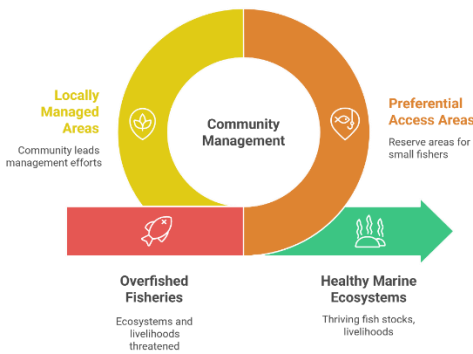 Locally
Managed
Areas
Community leads
management efforts
Community
Management
Preferential
Access Areas
Reserve areas for
small fishers
Overfished
Fisheries
Ecosystems and
livelihoods
threatened
Healthy Marine
Ecosystems
Thriving fish stocks,
livelihoods